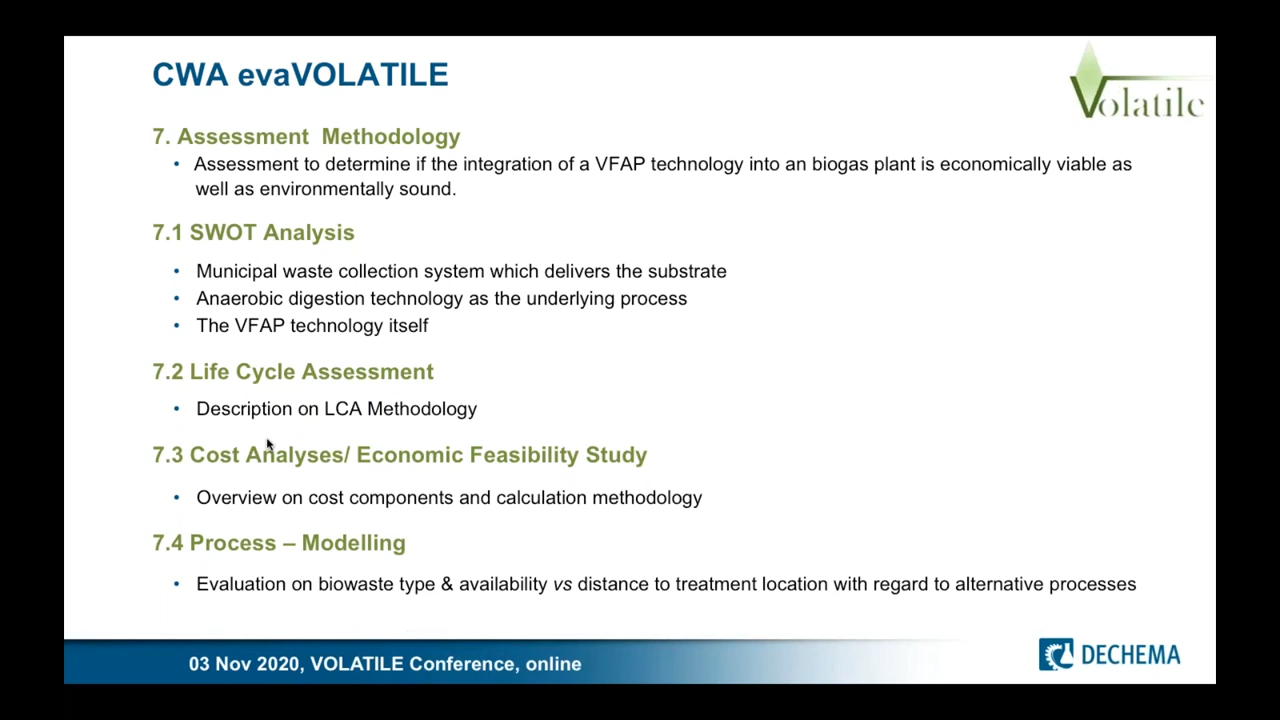 CWA evaVOLATILE
Volatile
7. Assessment Methodology
• Assessment to determine if the integration of a VFAP technology into an biogas plant is economically viable as
well as environmentally sound.
7.1 SWOT Analysis
• Municipal waste collection system which delivers the substrate
• Anaerobic digestion technology as the underlying process
• The VFAP technology itself
7.2 Life Cycle Assessment
• Description on LCA Methodology
7.3 Cost Analyses/ Economic Feasibility Study
• Overview on cost components and calculation methodology
7.4 Process – Modelling
• Evaluation on biowaste type & availability vs distance to treatment location with regard to alternative processes
03 Nov 2020, VOLATILE Conference, online
DECHEMA